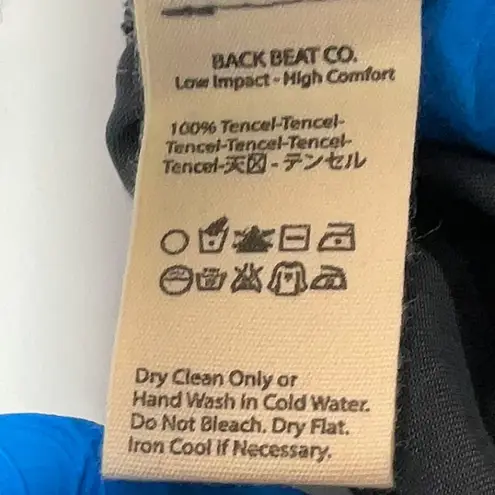 BACK BEAT CO.
Low Impact - High Comfort
100% Tencel-Tencel-
Tencel-Tencel-Tencel-
Tencel-天図-テンセル
Dry Clean Only or
Hand Wash in Cold Water.
Do Not Bleach. Dry Flat.
Iron Cool if Necessary.